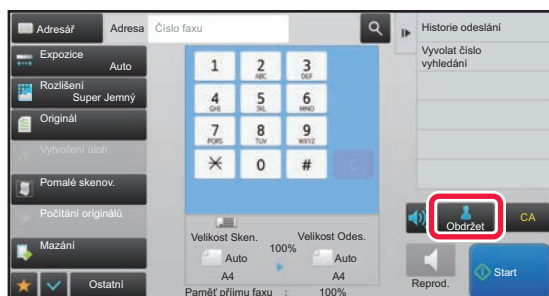 Adresář
Adresa
Číslo faxu
Expozice
Auto
Rozlišení
Super Jemný
Originál
Vytvoření úloh
Pomalé skenov.
Počítání originálů
Mazání
Ostatní
1
2 ABC
3 DEF
4 GHI
5 JKL
6 MNO
7 PQRS
8 TUV
9 WXYZ
0
#
C
Velikost Sken.
100%
Velikost Odes.
Auto
Auto
A4
A4
Paměť příjmu faxu : 100%
Historie odeslání
Vyvolat číslo
vyhledání
Obdržet
CA
Reprod.
Start